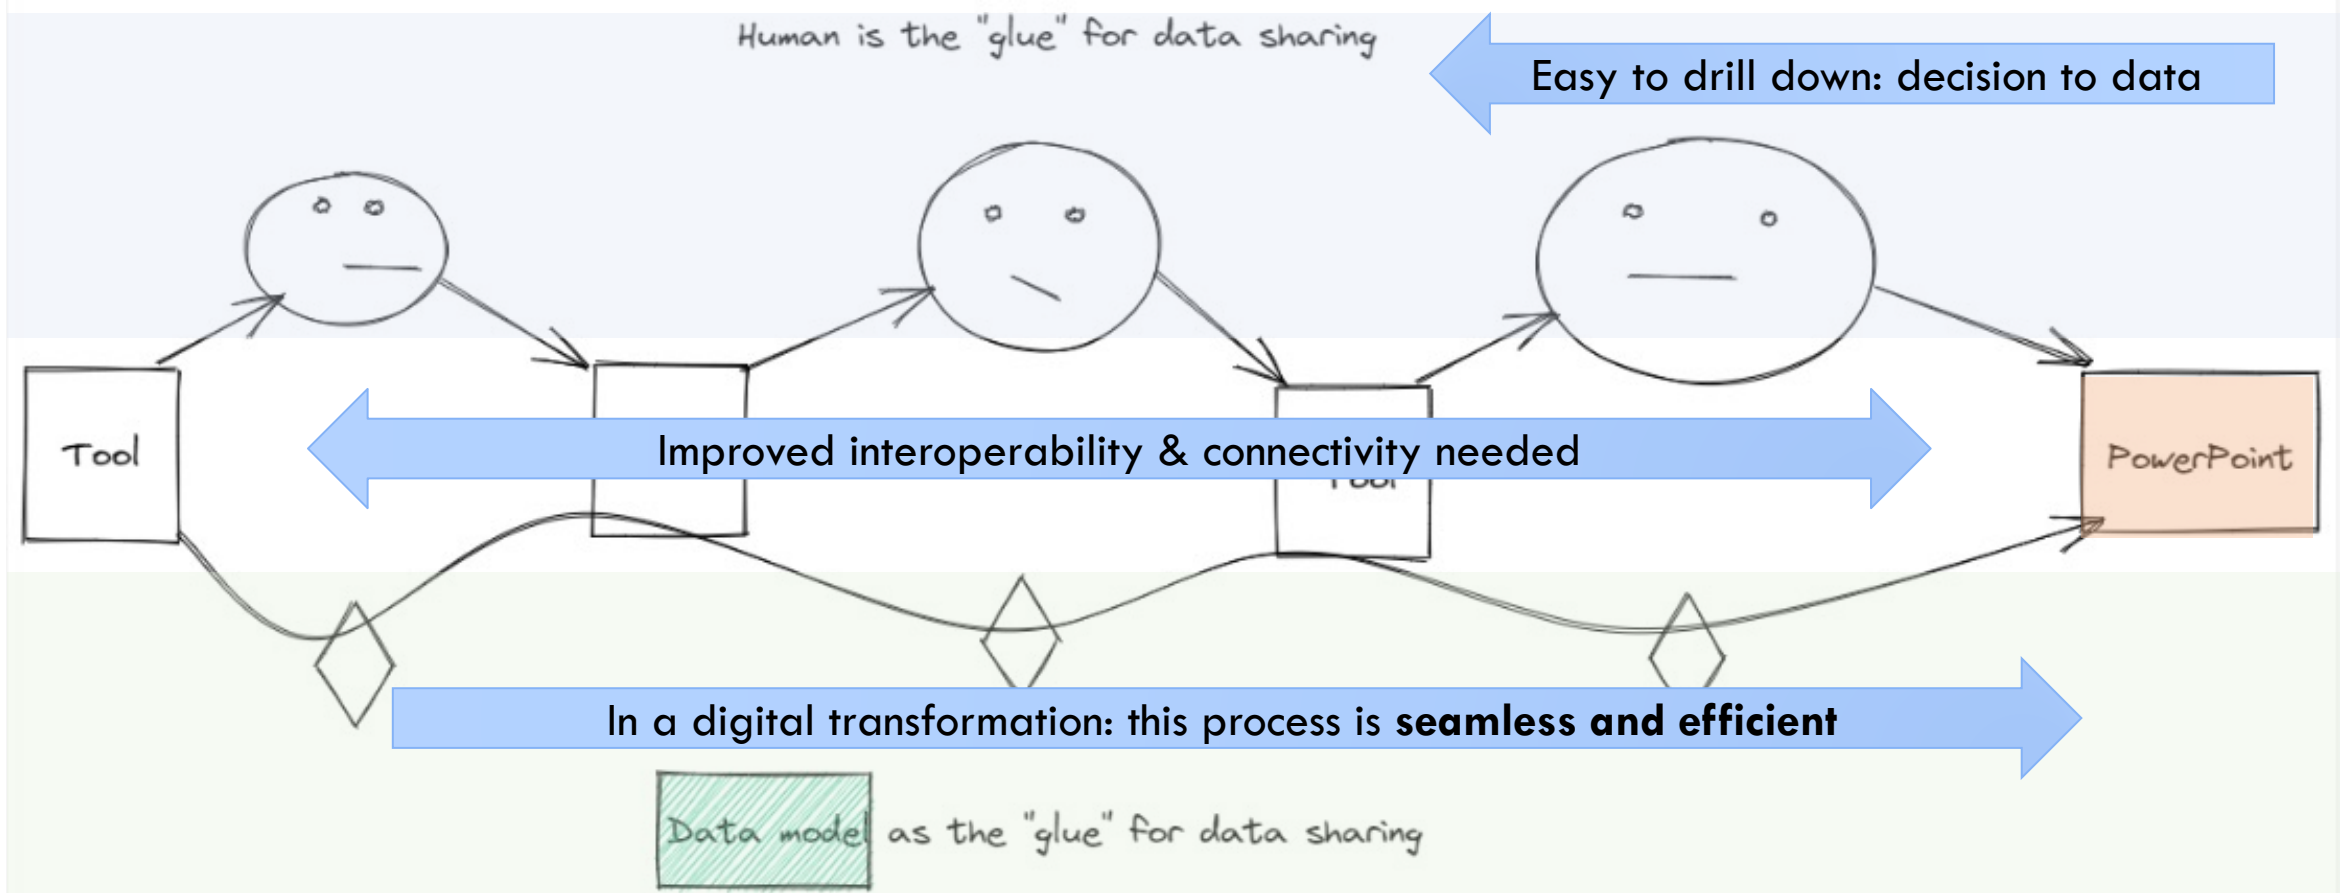 Human is the "glue" for data sharing
Easy to drill down: decision to data
Tool
Improved interoperability & connectivity needed
Tool
PowerPoint
In a digital transformation: this process is seamless and efficient
Data model as the "glue" for data sharing